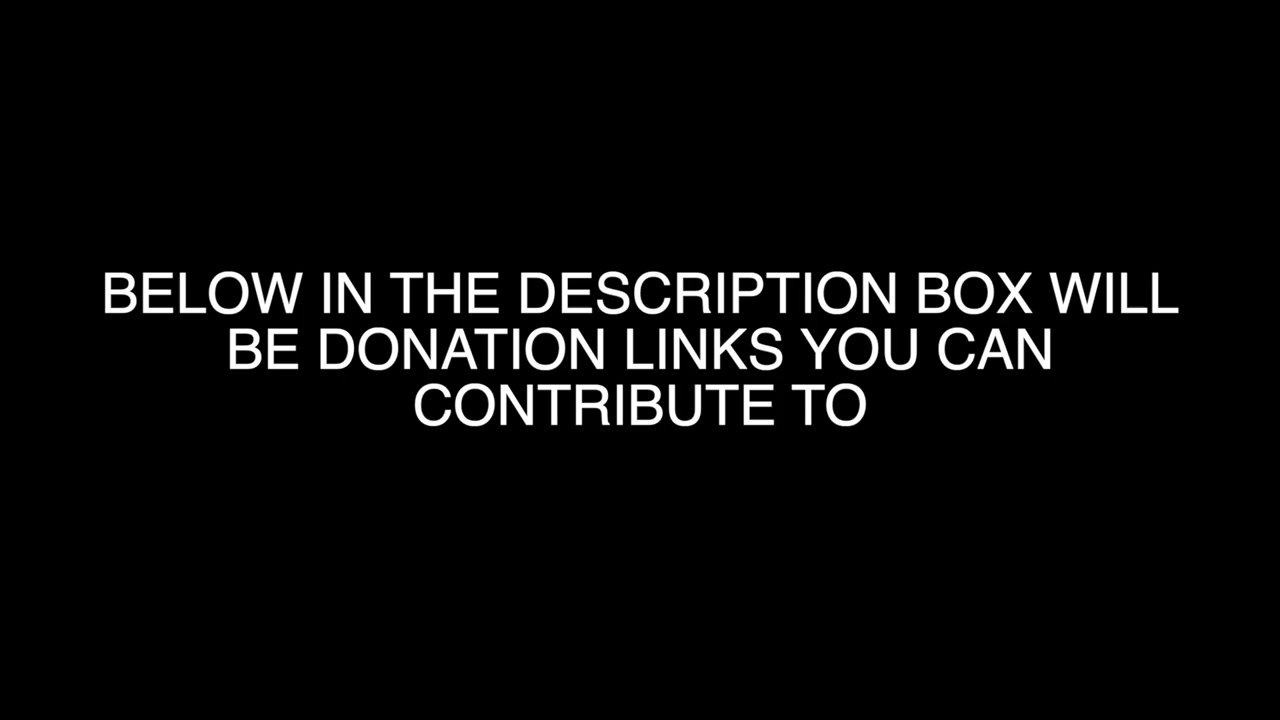 BELOW IN THE DESCRIPTION BOX WILL
BE DONATION LINKS YOU CAN
CONTRIBUTE TO